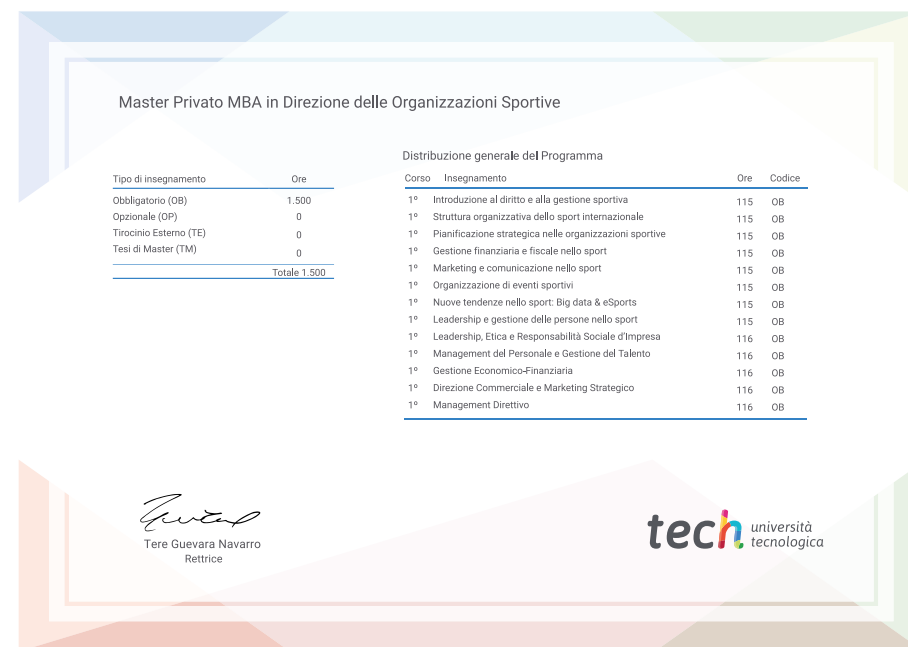 Master Privato MBA in Direzione delle Organizzazioni Sportive
Tipo di insegnamento Ore
Obbligatorio (OB) 1.500
Opzionale (OP) 0
Tirocinio Esterno (TE) 0
Tesi di Master (TM) 0
Totale 1.500
Distribuzione generale del Programma
Corso Insegnamento Ore Codice
1º Introduzione al diritto e alla gestione sportiva 115 OB
1º Struttura organizzativa dello sport internazionale 115 OB
1º Pianificazione strategica nelle organizzazioni sportive 115 OB
1º Gestione finanziaria e fiscale nello sport 115 OB
1º Marketing e comunicazione nello sport 115 OB
1º Organizzazione di eventi sportivi 115 OB
1º Nuove tendenze nello sport: Big data & eSports 115 OB
1º Leadership e gestione delle persone nello sport 115 OB
1º Leadership, Etica e Responsabilità Sociale d'Impresa 116 OB
1º Management del Personale e Gestione del Talento 116 OB
1º Gestione Economico-Finanziaria 116 OB
1º Direzione Commerciale e Marketing Strategico 116 OB
1º Management Direttivo 116 OB
Tere Guevara Navarro
Rettrice
tech università
tecnologica